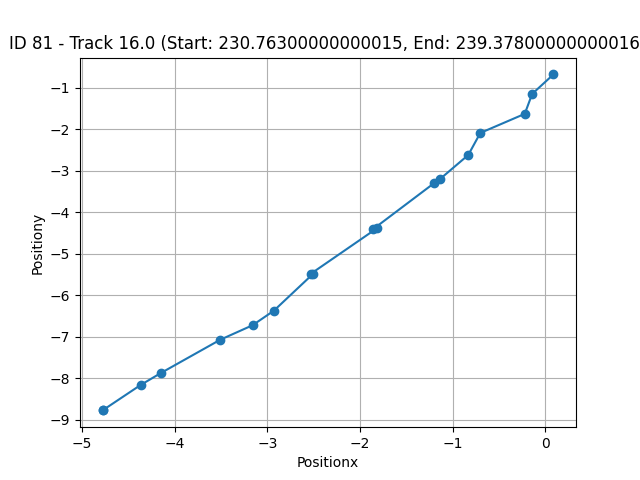 ID 81 - Track 16.0 (Start: 230.76300000000015, End: 239.37800000000016
−1
−2
−3
−4
−5
−6
−7
−8
−9
Positiony
−5 −4 −3 −2 −1 0
Positionx